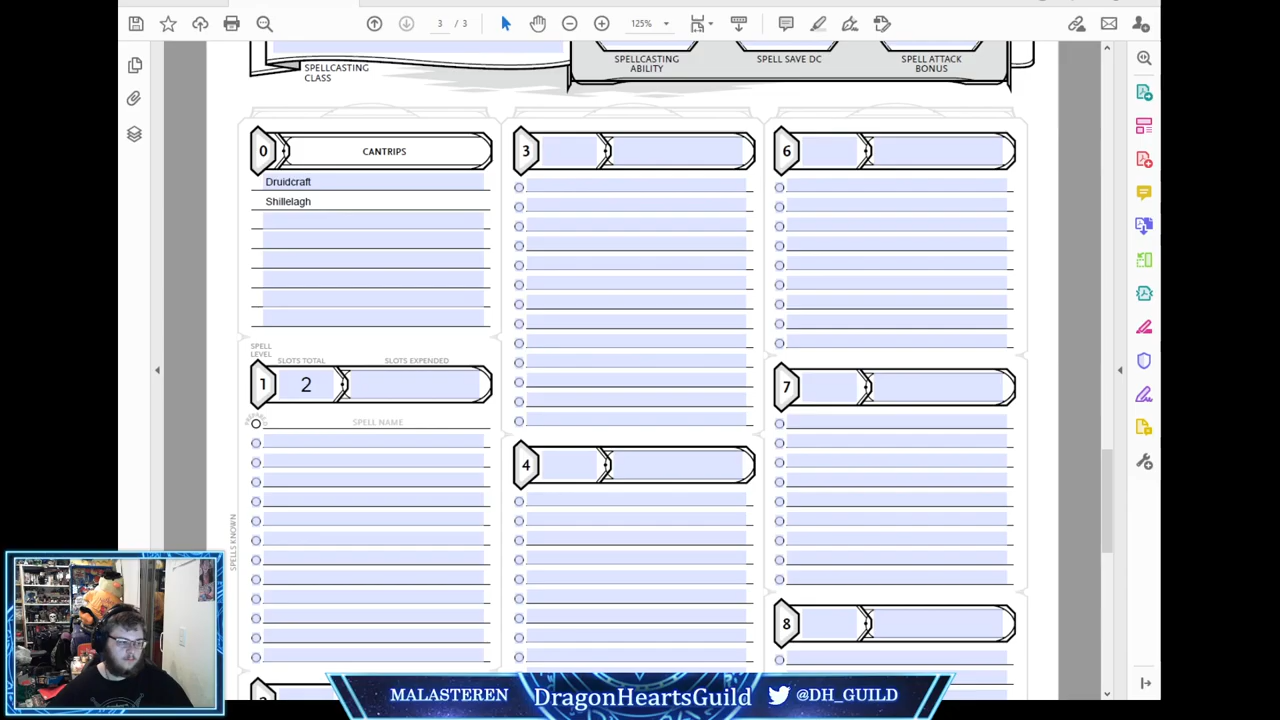 3 / 3
125%
SPELLCASTING
CLASS
SPELLCASTING
ABILITY
SPELL SAVE DC
SPELL ATTACK
BONUS
0 CANTRIPS
Druidcraft
Shillelagh
SPELL
LEVEL
SLOTS TOTAL
SLOTS EXPENDED
1 2
PREPARED
SPELL NAME
SPELLS KNOWN
3
4
6
7
8
MALASTEREN
DragonHeartsGuild
@DH_GUILD